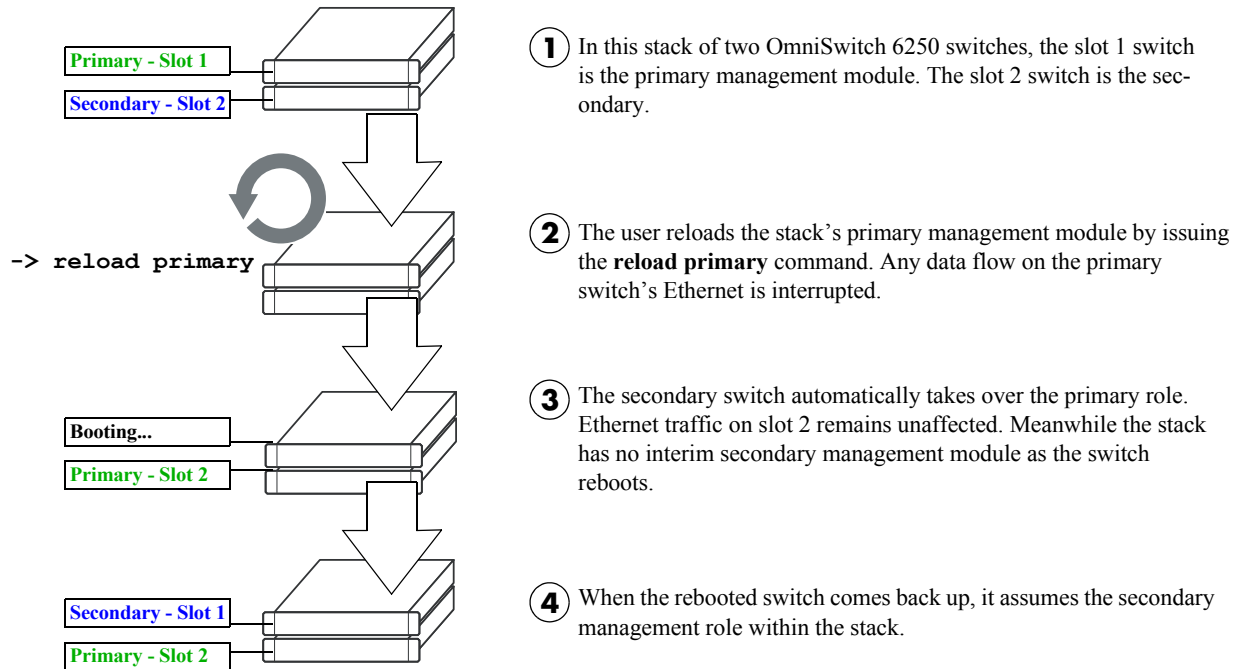 Primary - Slot 1
Secondary - Slot 2
1 In this stack of two OmniSwitch 6250 switches, the slot 1 switch
is the primary management module. The slot 2 switch is the sec-
ondary.
-> reload primary
2 The user reloads the stack’s primary management module by issuing
the reload primary command. Any data flow on the primary
switch’s Ethernet is interrupted.
Booting...
Primary - Slot 2
3 The secondary switch automatically takes over the primary role.
Ethernet traffic on slot 2 remains unaffected. Meanwhile the stack
has no interim secondary management module as the switch
reboots.
Secondary - Slot 1
Primary - Slot 2
4 When the rebooted switch comes back up, it assumes the secondary
management role within the stack.